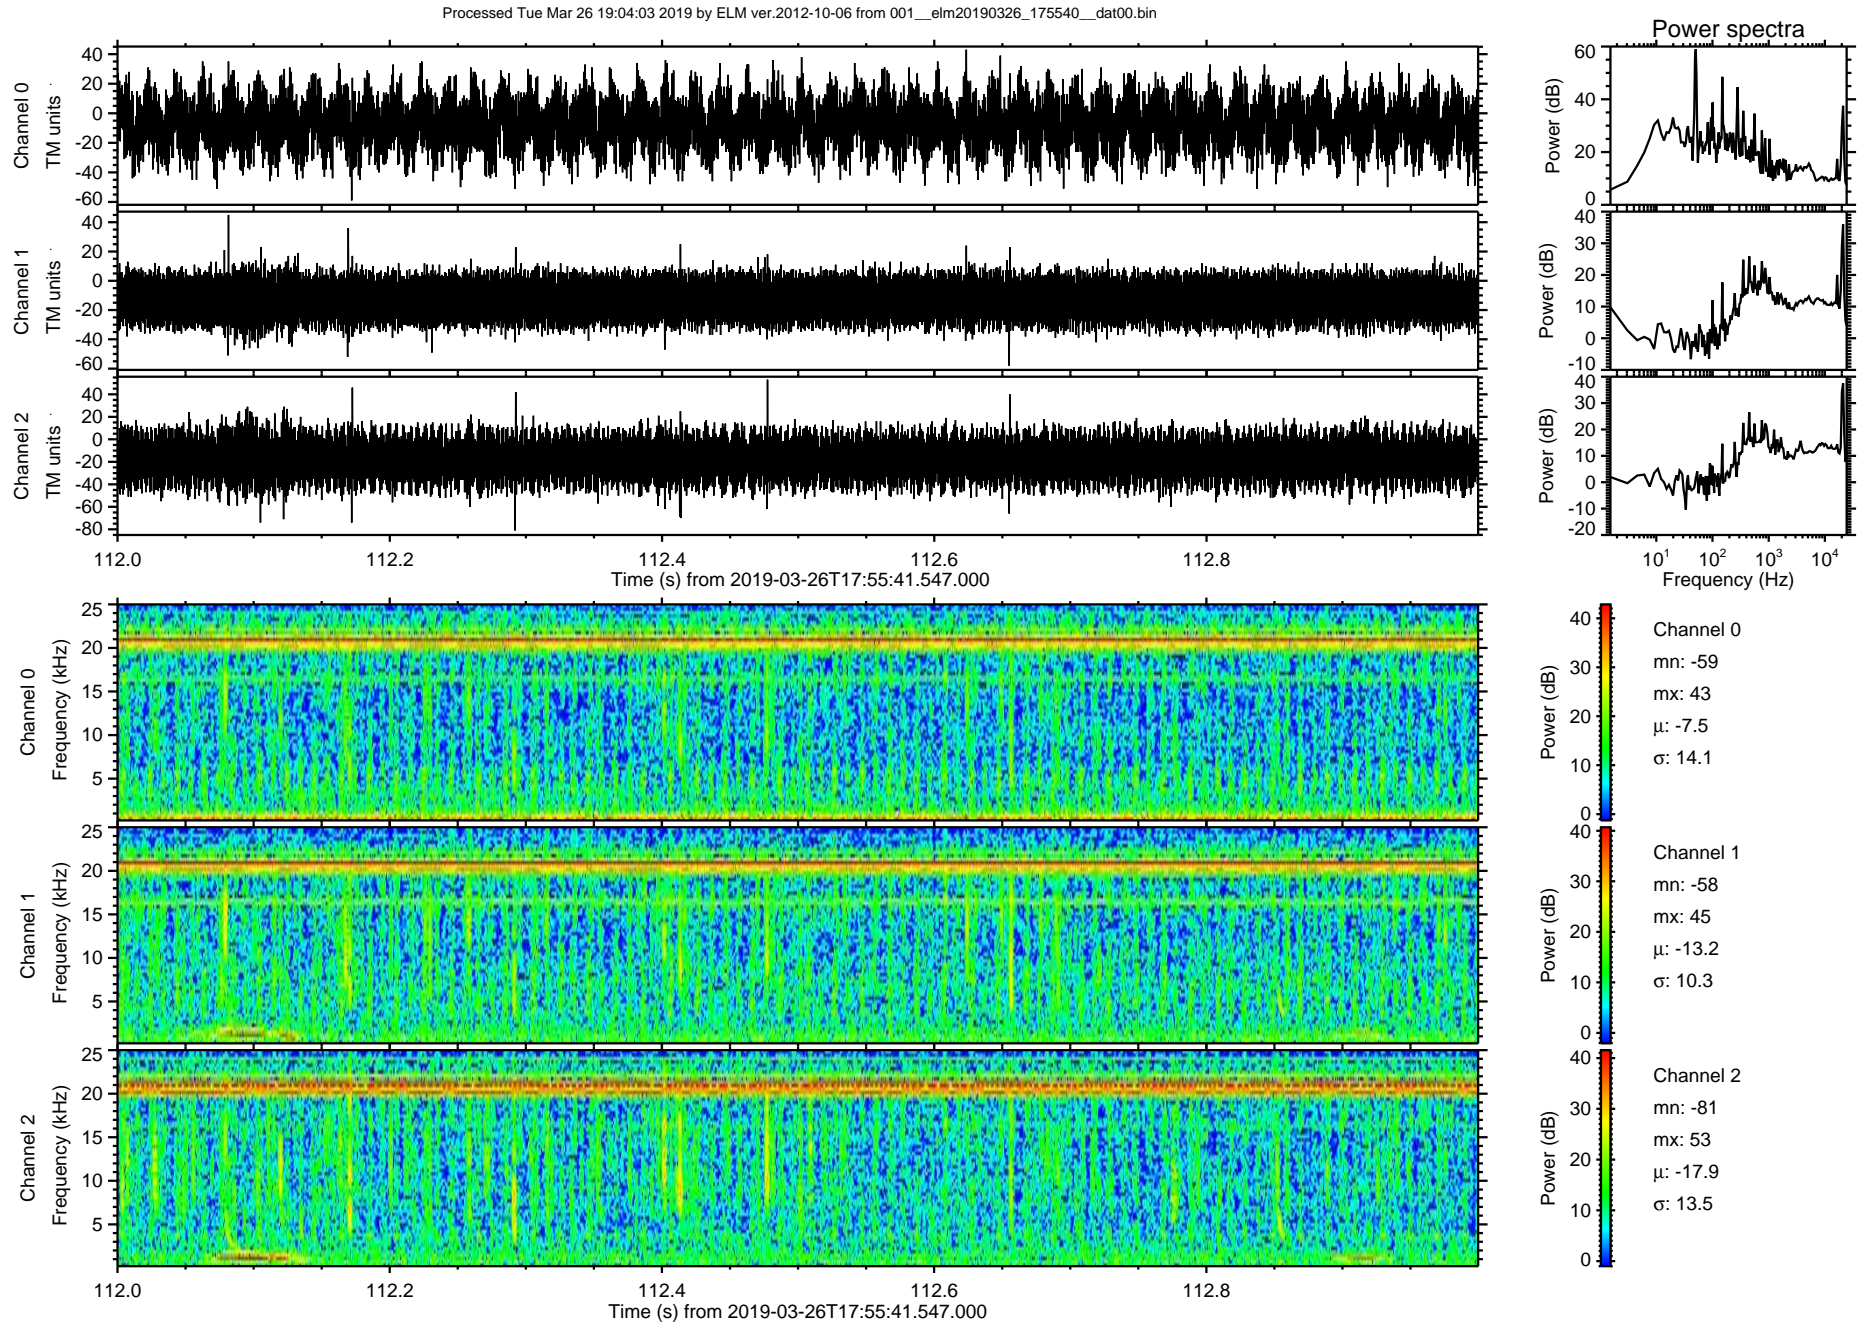 Processed Tue Mar 26 19:04:03 2019 by ELM ver.2012-10-06 from 001__elm20190326_175540__dat00.bin
Power spectra
Channel 0
TM units
40
20
0
-20
-40
-60
Power (dB)
60
40
20
0
Channel 1
TM units
40
20
0
-20
-40
-60
Power (dB)
40
30
20
10
0
-10
Channel 2
TM units
40
20
0
-20
-40
-60
-80
Power (dB)
40
30
20
10
0
-10
-20
112.0 112.2 112.4 112.6 112.8
Time (s) from 2019-03-26T17:55:41.547.000
10¹ 10² 10³ 10⁴
Frequency (Hz)
Channel 0
Frequency (kHz)
25
20
15
10
5
Power (dB)
40
30
20
10
0
Channel 0
mn: -59
mx: 43
μ: -7.5
σ: 14.1
Channel 1
Frequency (kHz)
25
20
15
10
5
Power (dB)
40
30
20
10
0
Channel 1
mn: -58
mx: 45
μ: -13.2
σ: 10.3
Channel 2
Frequency (kHz)
25
20
15
10
5
Power (dB)
40
30
20
10
0
Channel 2
mn: -81
mx: 53
μ: -17.9
σ: 13.5
112.0 112.2 112.4 112.6 112.8
Time (s) from 2019-03-26T17:55:41.547.000